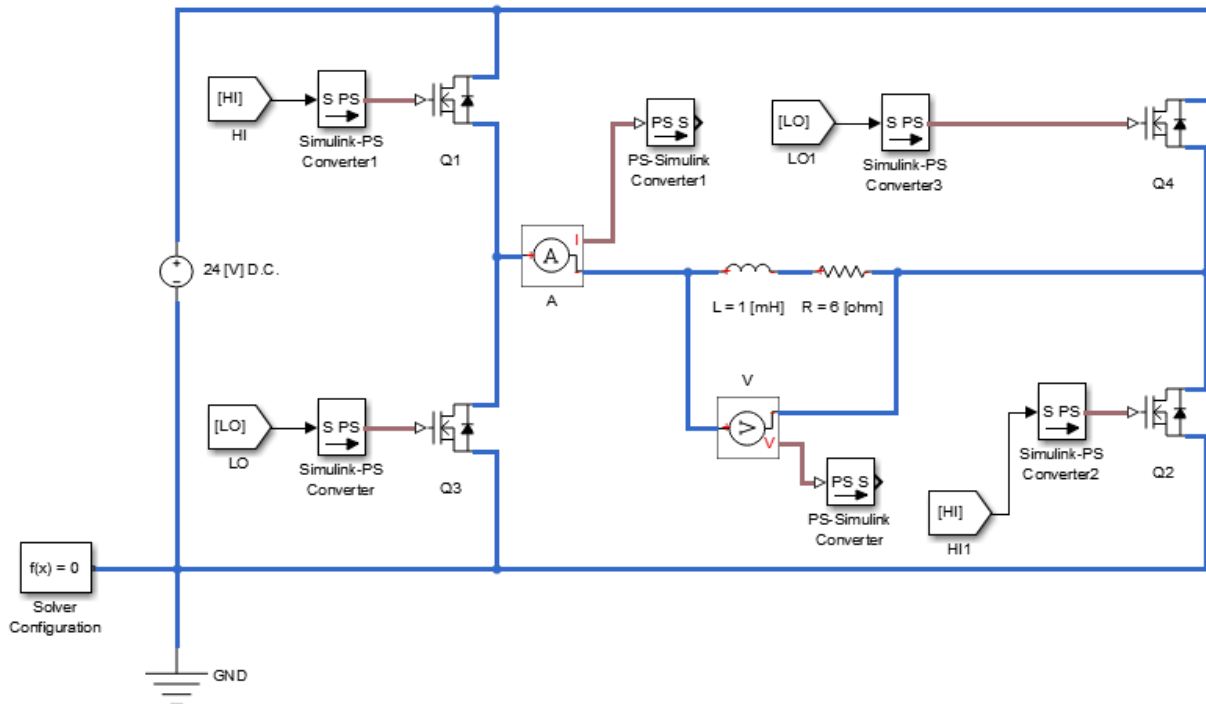 [HI]
HI
S PS
Simulink-PS
Converter1
Q1
PS S
PS-Simulink
Converter1
[LO]
LO1
S PS
Simulink-PS
Converter3
Q4
+
−
24 [V] D.C.
A
I
A
L = 1 [mH]
R = 6 [ohm]
V
V
V
[LO]
LO
S PS
Simulink-PS
Converter
Q3
PS S
PS-Simulink
Converter
[HI]
HI1
S PS
Simulink-PS
Converter2
Q2
f(x) = 0
Solver
Configuration
GND